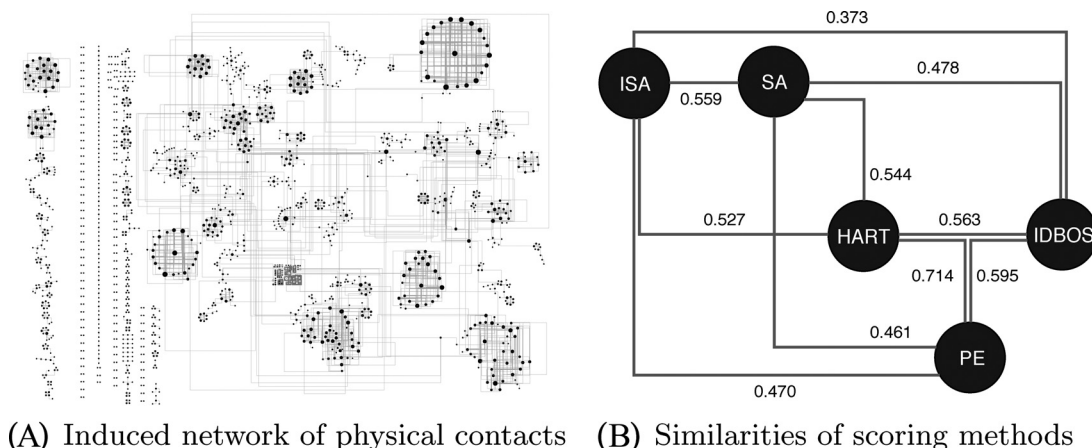 0.373
ISA
SA
0.478
0.559
0.544
0.527
0.563
HART
IDBOS
0.714
0.595
0.461
PE
0.470
(A) Induced network of physical contacts
(B) Similarities of scoring methods